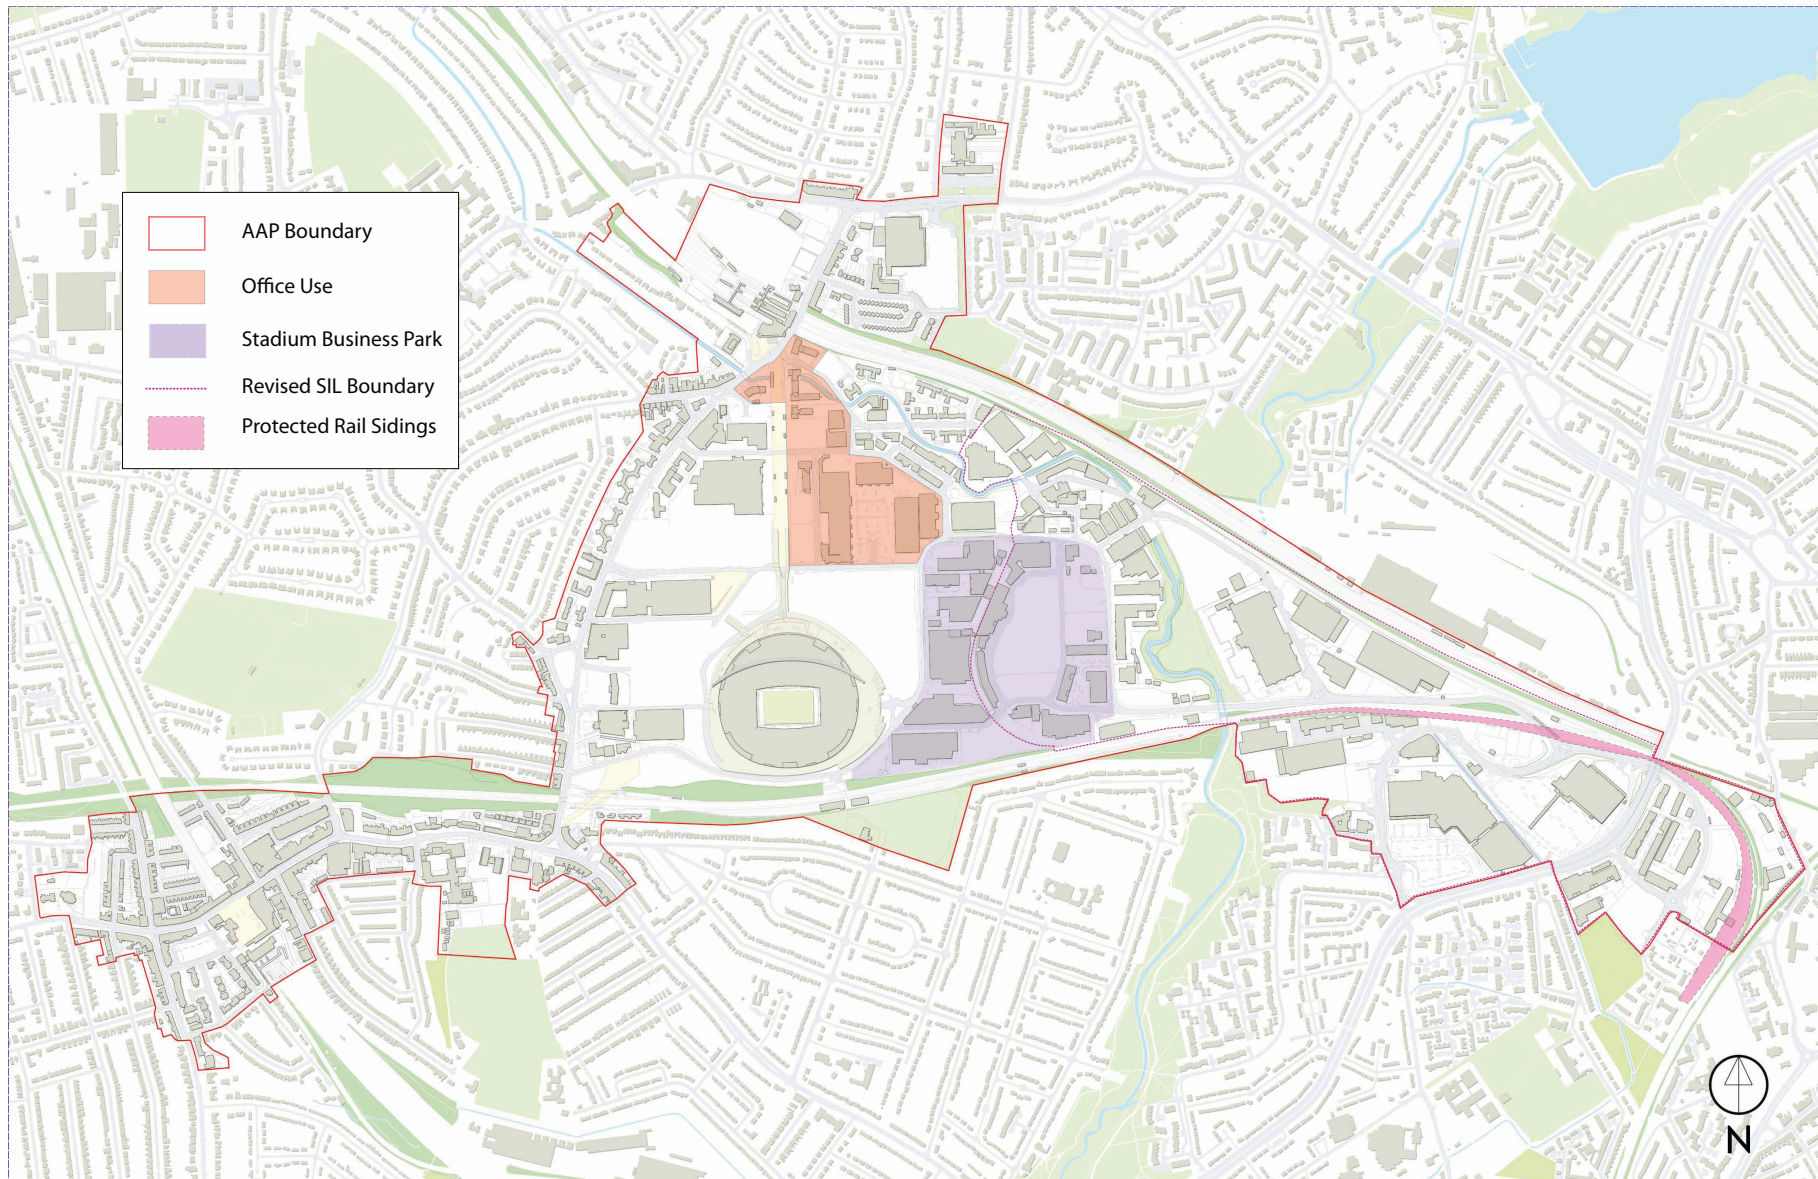 AAP Boundary
Office Use
Stadium Business Park
Revised SIL Boundary
Protected Rail Sidings
N